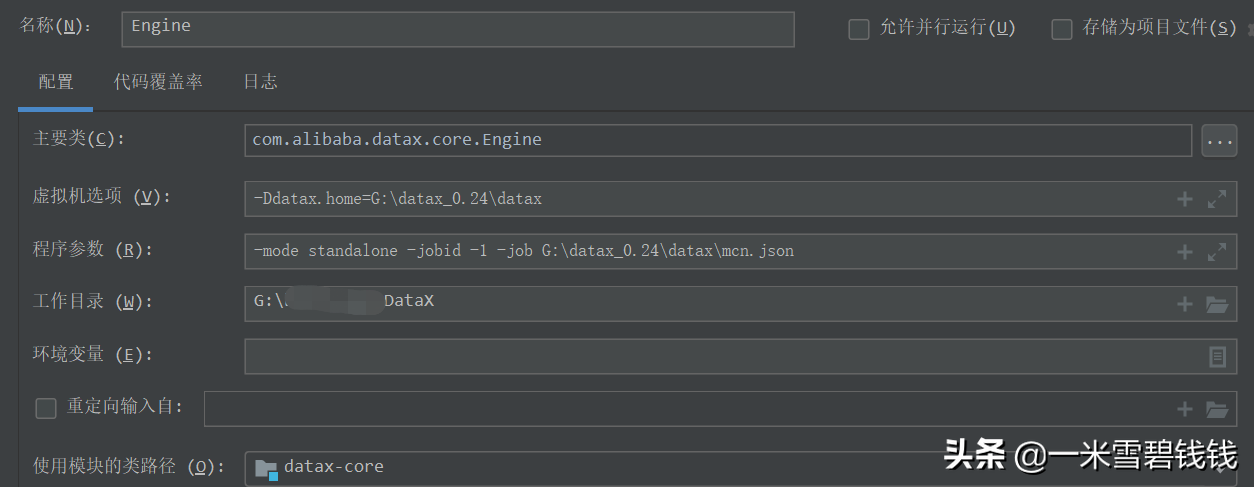 名称(N): Engine 允许并行运行(U) 存储为项目文件(S)
配置 代码覆盖率 日志
主要类(C): com.alibaba.datax.core.Engine ...
虚拟机选项 (V): -Ddatax.home=G:\datax_0.24\datax
程序参数 (R): -mode standalone -jobid -1 -job G:\datax_0.24\datax\mcn.json
工作目录 (W): G:\ DataX
环境变量 (E):
重定向输入自:
使用模块的类路径 (O): datax-core
头条 @一米雪碧钱钱